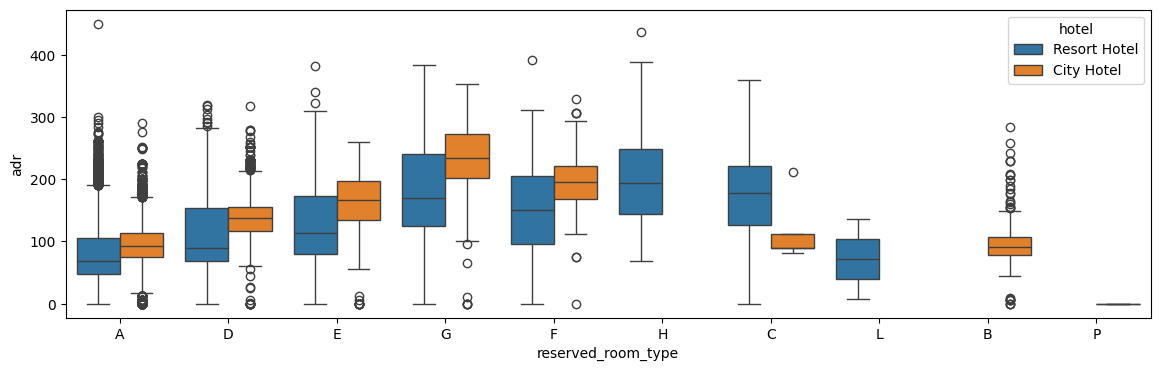 hotel
Resort Hotel
City Hotel
400
300
200
100
0
adr
A D E G F H C L B P
reserved_room_type